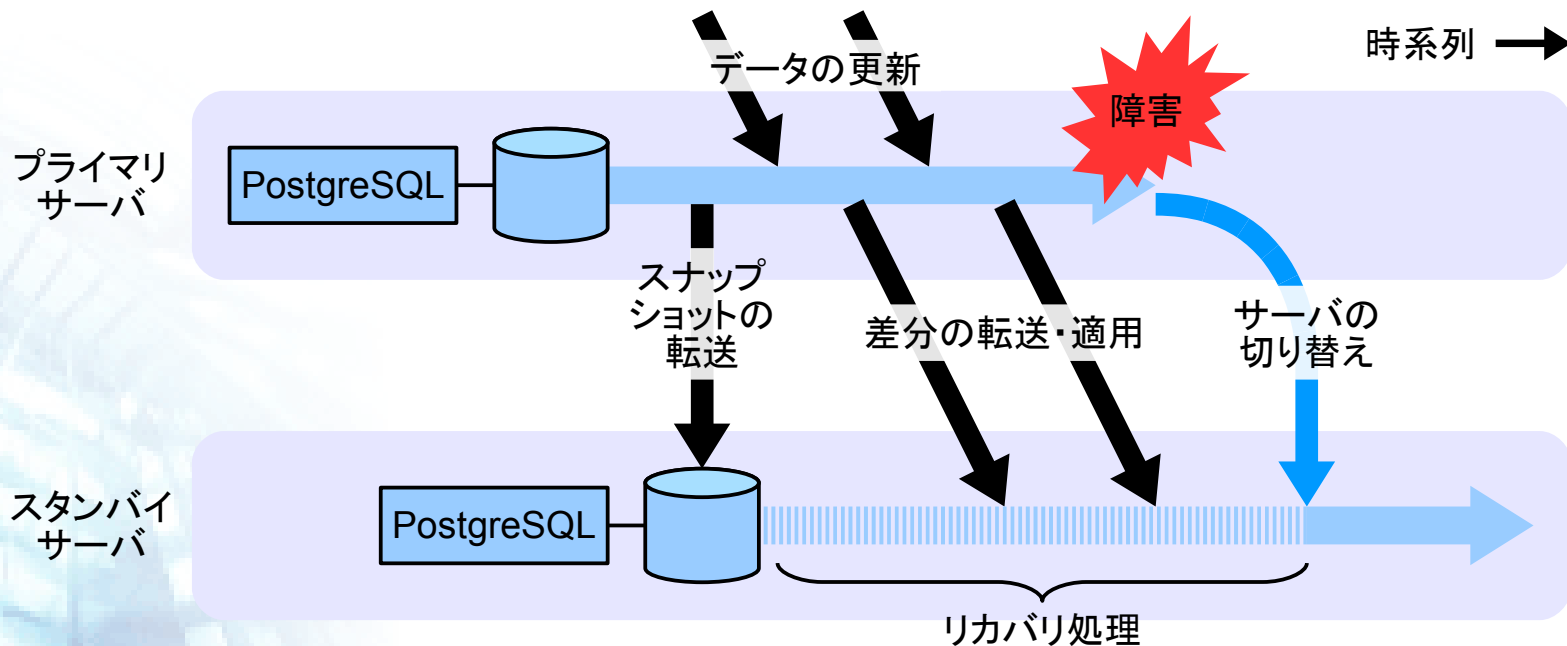 時系列
データの更新
障害
プライマリ
サーバ
PostgreSQL
スナップ
ショットの
転送
差分の転送・適用
サーバの
切り替え
スタンバイ
サーバ
PostgreSQL
リカバリ処理